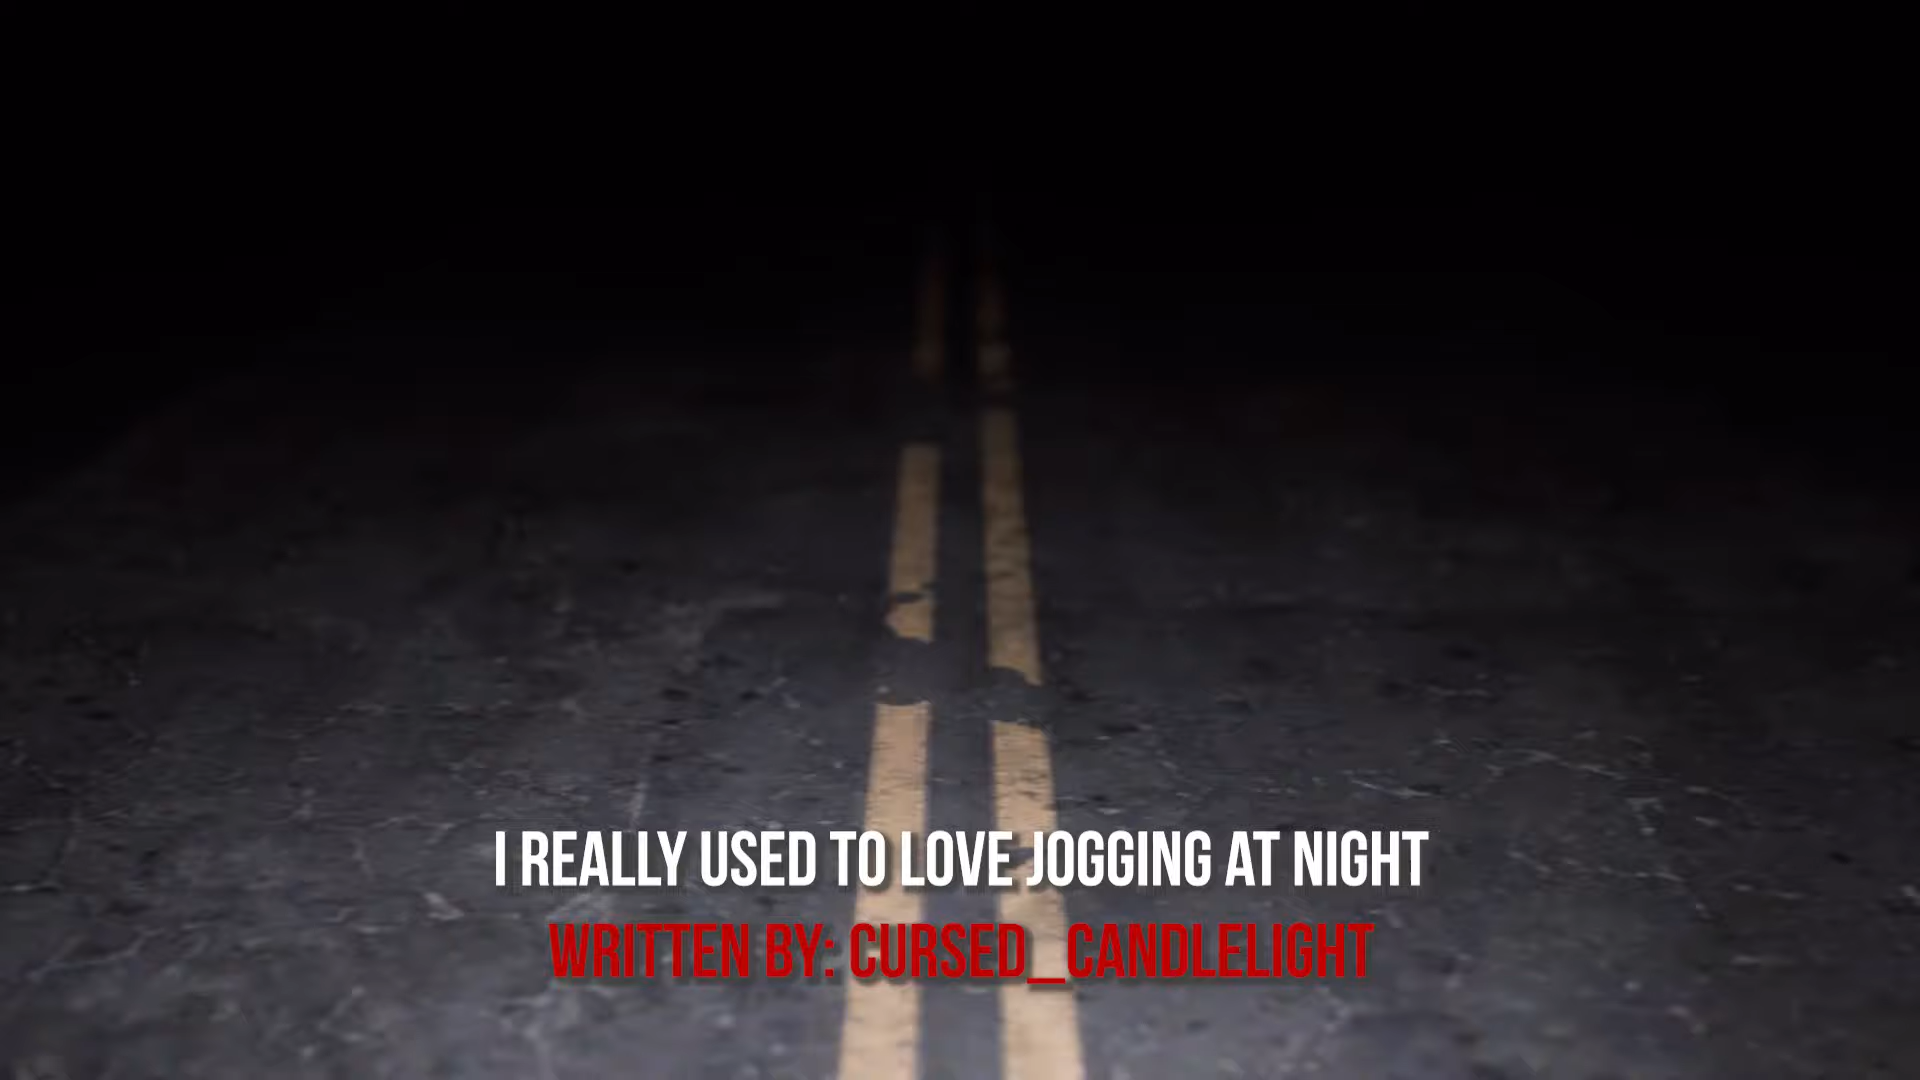 I REALLY USED TO LOVE JOGGING AT NIGHT
WRITTEN BY: CURSED_CANDLELIGHT